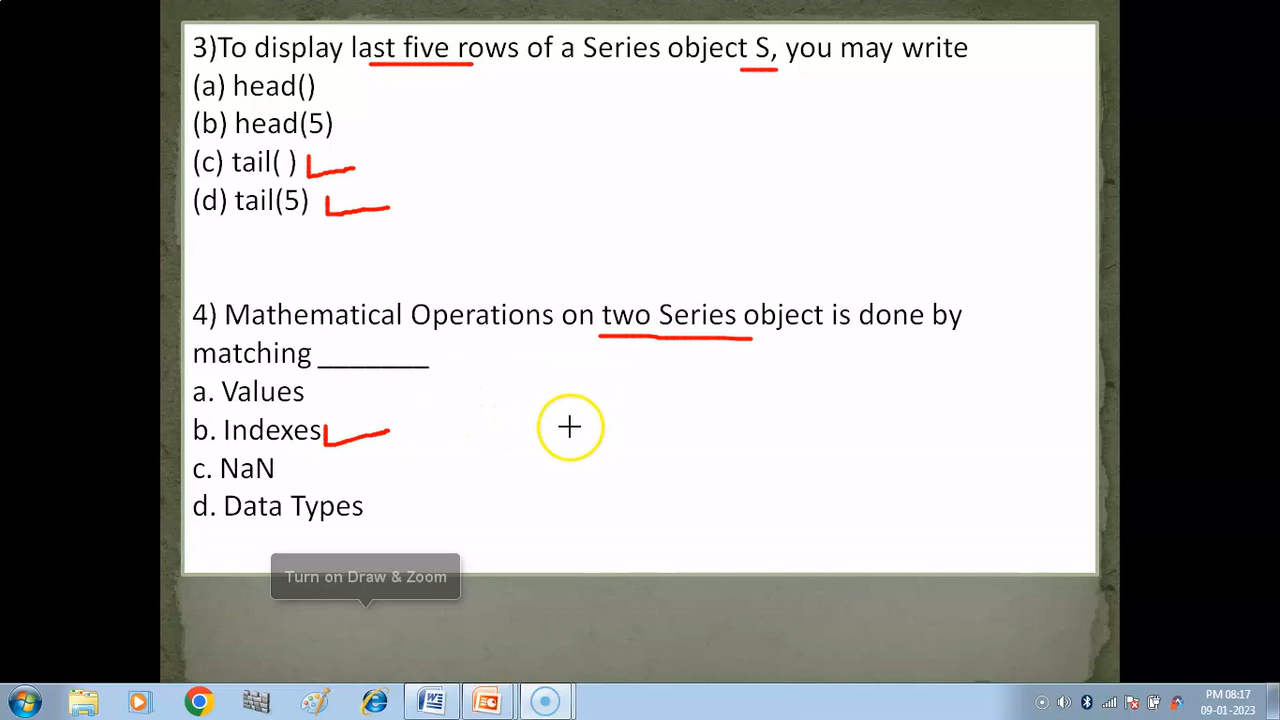 3)To display last five rows of a Series object S, you may write
(a) head()
(b) head(5)
(c) tail( )
(d) tail(5)
4) Mathematical Operations on two Series object is done by
matching _______
a. Values
b. Indexes
c. NaN
d. Data Types
Turn on Draw & Zoom
PM 08:17
09-01-2023